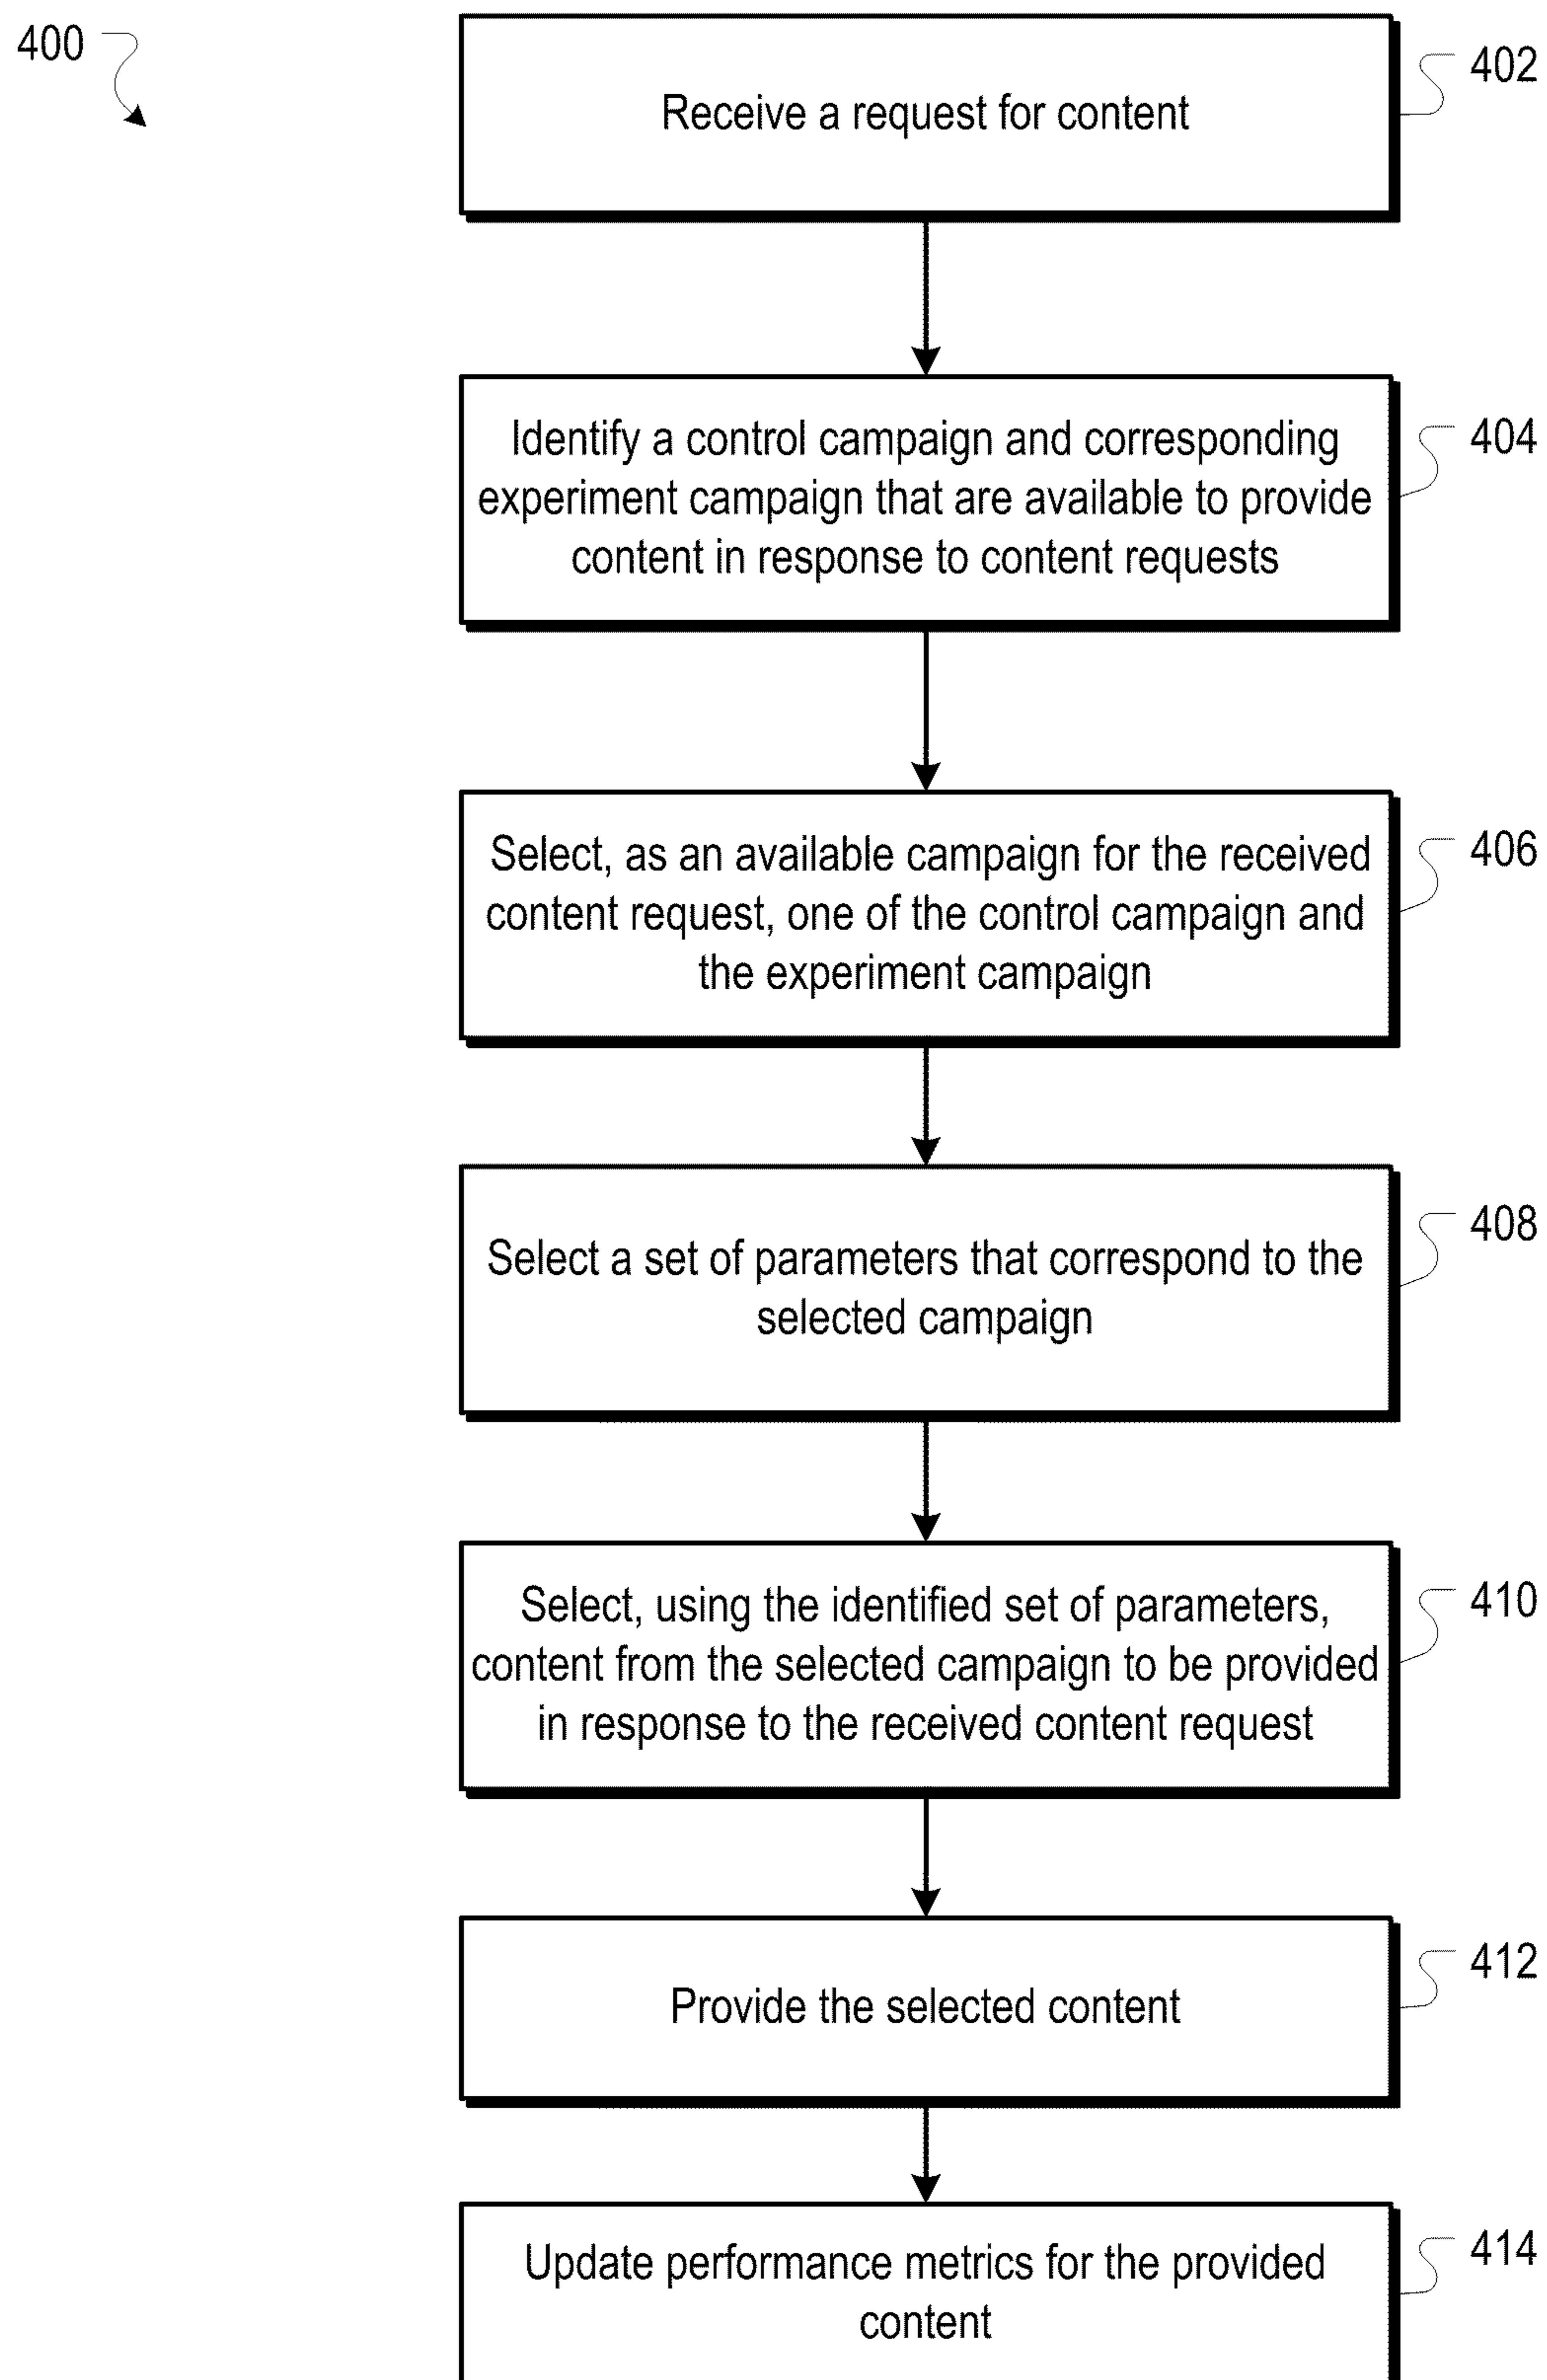 400
Receive a request for content
402
Identify a control campaign and corresponding
experiment campaign that are available to provide
content in response to content requests
404
Select, as an available campaign for the received
content request, one of the control campaign and
the experiment campaign
406
Select a set of parameters that correspond to the
selected campaign
408
Select, using the identified set of parameters,
content from the selected campaign to be provided
in response to the received content request
410
Provide the selected content
412
Update performance metrics for the provided
content
414